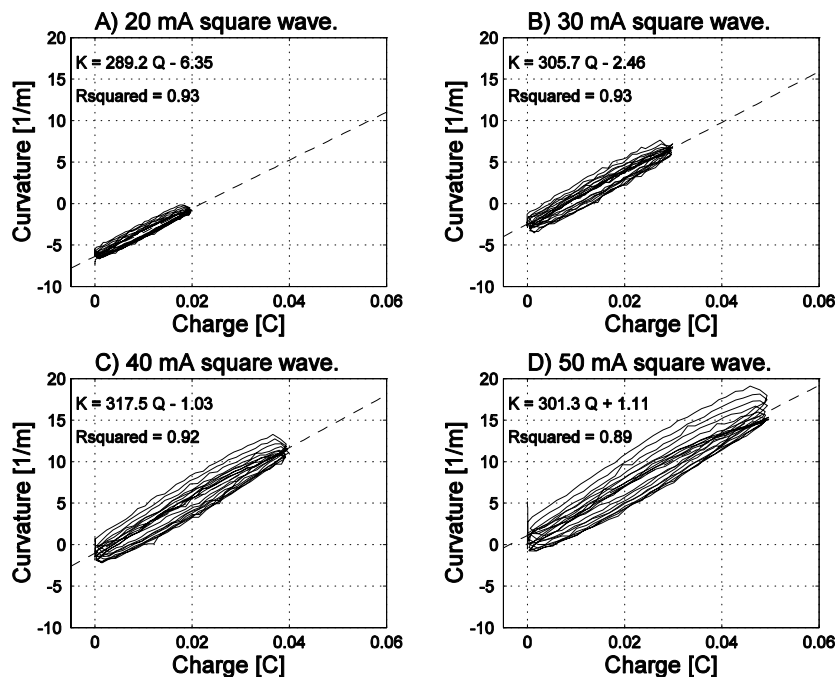 A) 20 mA square wave.
K = 289.2 Q - 6.35
Rsquared = 0.93
20
15
10
5
0
-5
-10
Curvature [1/m]
0
0.02
0.04
0.06
Charge [C]
B) 30 mA square wave.
K = 305.7 Q - 2.46
Rsquared = 0.93
20
15
10
5
0
-5
-10
Curvature [1/m]
0
0.02
0.04
0.06
Charge [C]
C) 40 mA square wave.
K = 317.5 Q - 1.03
Rsquared = 0.92
20
15
10
5
0
-5
-10
Curvature [1/m]
0
0.02
0.04
0.06
Charge [C]
D) 50 mA square wave.
K = 301.3 Q + 1.11
Rsquared = 0.89
20
15
10
5
0
-5
-10
Curvature [1/m]
0
0.02
0.04
0.06
Charge [C]